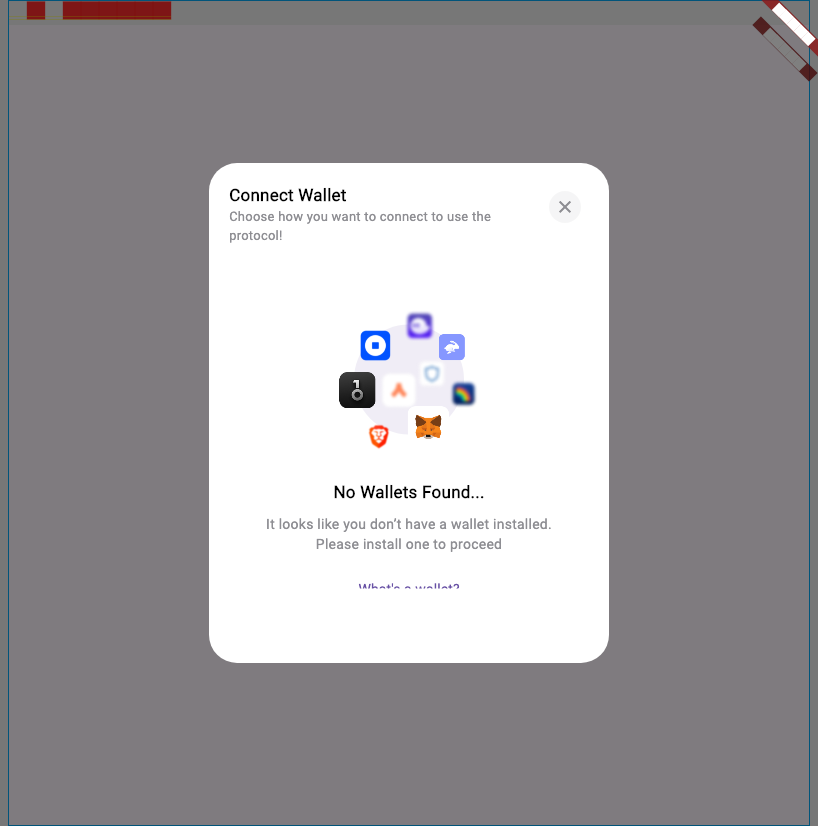 Connect Wallet
Choose how you want to connect to use the
protocol!
No Wallets Found...
It looks like you don’t have a wallet installed.
Please install one to proceed
What's a wallet?